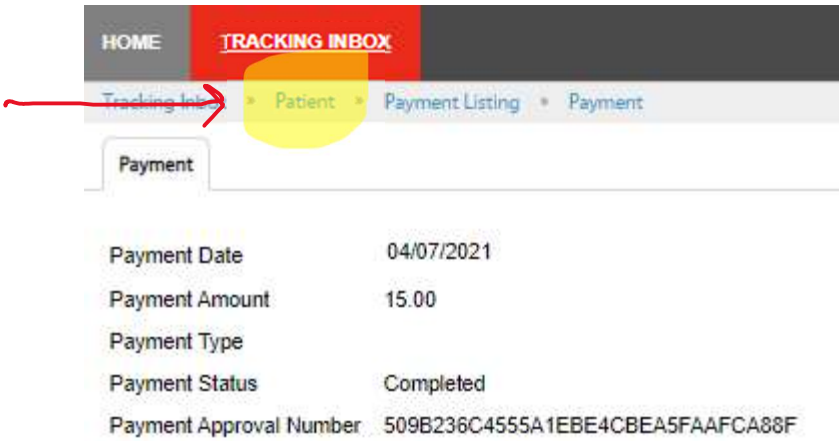 HOME TRACKING INBOX
Tracking Inbox » Patient » Payment Listing » Payment
Payment
Payment Date 04/07/2021
Payment Amount 15.00
Payment Type
Payment Status Completed
Payment Approval Number 509B236C4555A1EBE4CBEA5FAAFCA88F